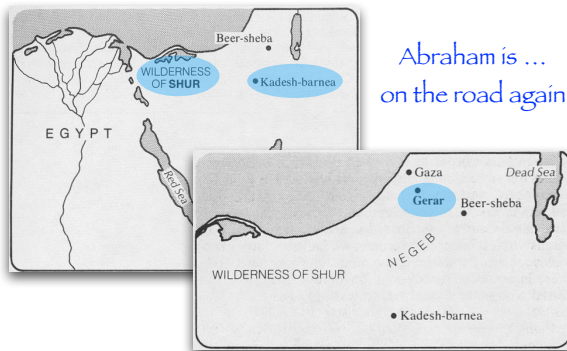 Beer-sheba
WILDERNESS
OF SHUR
Kadesh-barnea
EGYPT
Red Sea
Abraham is ...
on the road again
Gaza
Dead Sea
Gerar
Beer-sheba
NEGEB
WILDERNESS OF SHUR
Kadesh-barnea